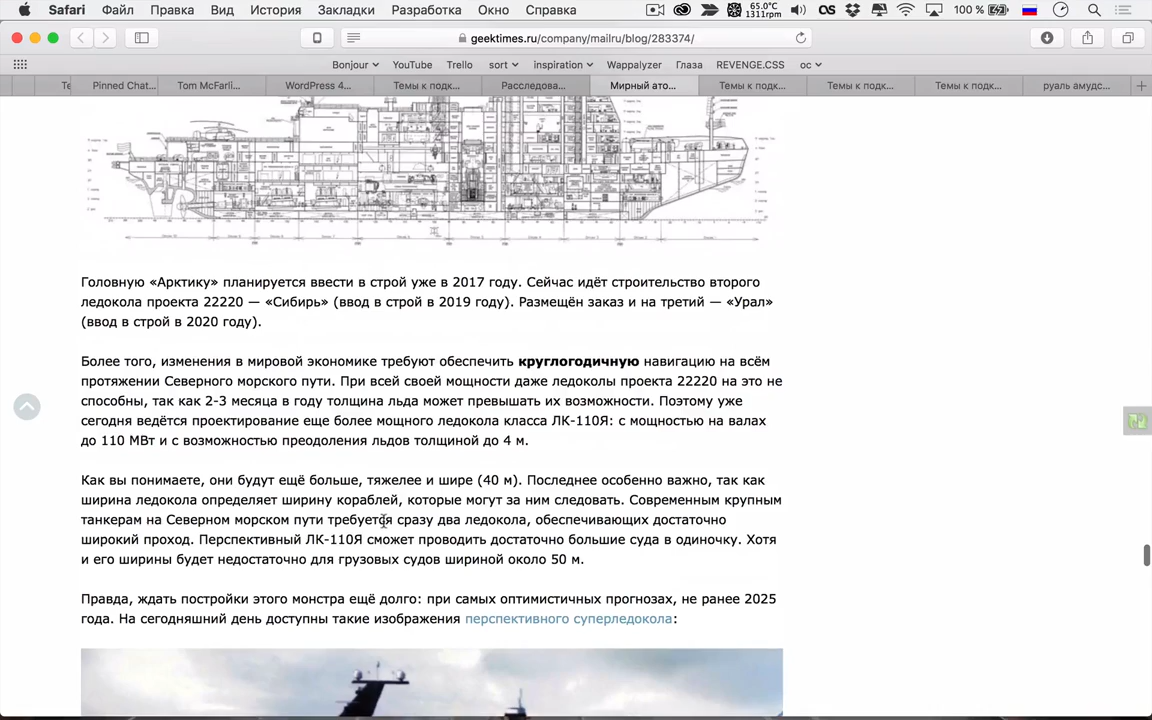 Safari Файл Правка Вид История Закладки Разработка Окно Справка 65.0°C 1311rpm 100 %
geektimes.ru/company/mailru/blog/283374/
Bonjour YouTube Trello sort inspiration Wappalyzer Глаза REVENGE.CSS ос
Te Pinned Chat... Tom McFarli... WordPress 4... Темы к подк... Расследова... Мирный ато... Темы к подк... Темы к подк... Темы к подк... руаль амудс...
Головную «Арктику» планируется ввести в строй уже в 2017 году. Сейчас идёт строительство второго
ледокола проекта 22220 — «Сибирь» (ввод в строй в 2019 году). Размещён заказ и на третий — «Урал»
(ввод в строй в 2020 году).
Более того, изменения в мировой экономике требуют обеспечить круглогодичную навигацию на всём
протяжении Северного морского пути. При всей своей мощности даже ледоколы проекта 22220 на это не
способны, так как 2-3 месяца в году толщина льда может превышать их возможности. Поэтому уже
сегодня ведётся проектирование еще более мощного ледокола класса ЛК-110Я: с мощностью на валах
до 110 МВт и с возможностью преодоления льдов толщиной до 4 м.
Как вы понимаете, они будут ещё больше, тяжелее и шире (40 м). Последнее особенно важно, так как
ширина ледокола определяет ширину кораблей, которые могут за ним следовать. Современным крупным
танкерам на Северном морском пути требуется сразу два ледокола, обеспечивающих достаточно
широкий проход. Перспективный ЛК-110Я сможет проводить достаточно большие суда в одиночку. Хотя
и его ширины будет недостаточно для грузовых судов шириной около 50 м.
Правда, ждать постройки этого монстра ещё долго: при самых оптимистичных прогнозах, не ранее 2025
года. На сегодняшний день доступны такие изображения перспективного суперледокола: